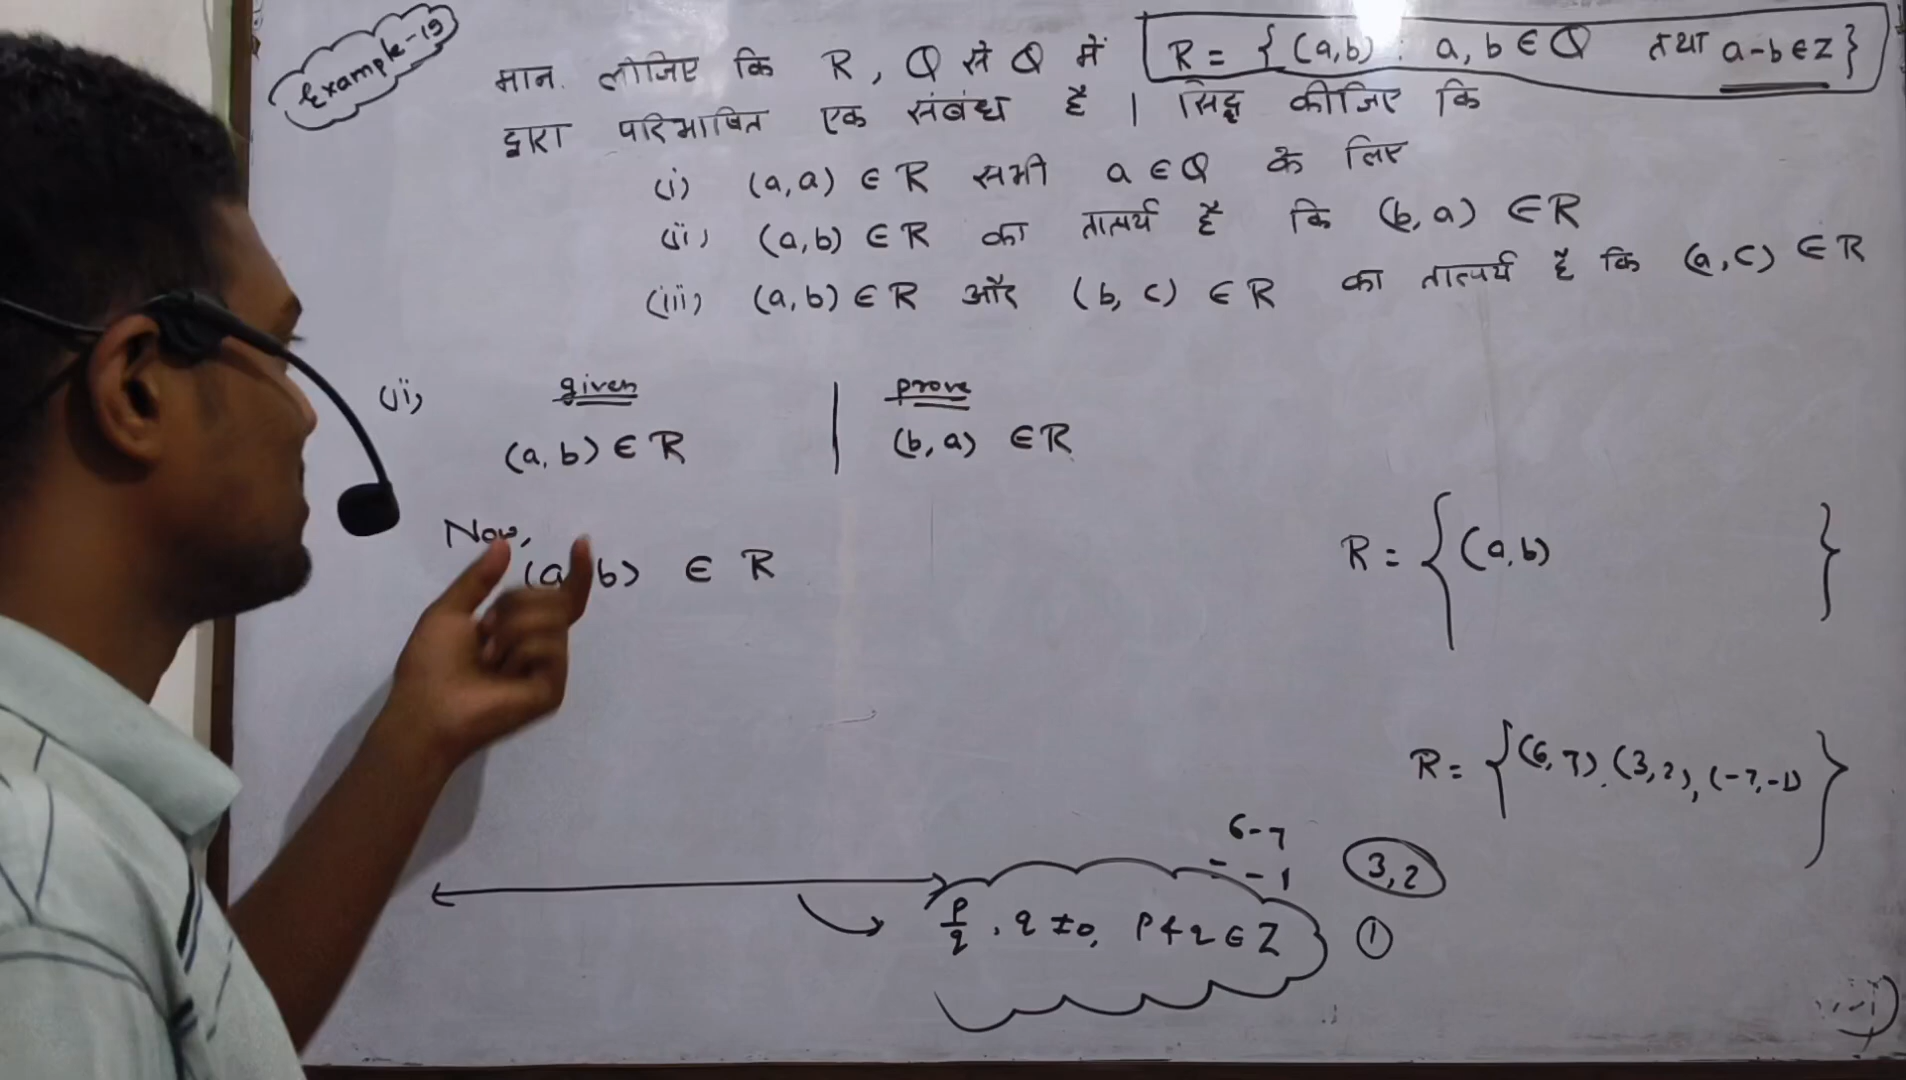 Example-19
मान. लीजिए कि R, Q से Q में R = { (a,b) : a, b ∈ Q तथा a-b ∈ Z }
द्वारा परिभाषित एक संबंध है । सिद्ध कीजिए कि
(i) (a,a) ∈ R सभी a ∈ Q के लिए
(ii) (a,b) ∈ R का तात्पर्य है कि (b,a) ∈ R
(iii) (a,b) ∈ R और (b, c) ∈ R का तात्पर्य है कि (a,c) ∈ R
(ii) given | prove
(a, b) ∈ R | (b, a) ∈ R
Now,
(a b) ∈ R
R = { (a,b) }
R = { (6,7), (3,2), (-7,-1) }
6-7
= -1
3,2
p/q , q ≠ 0, p & q ∈ Z
1